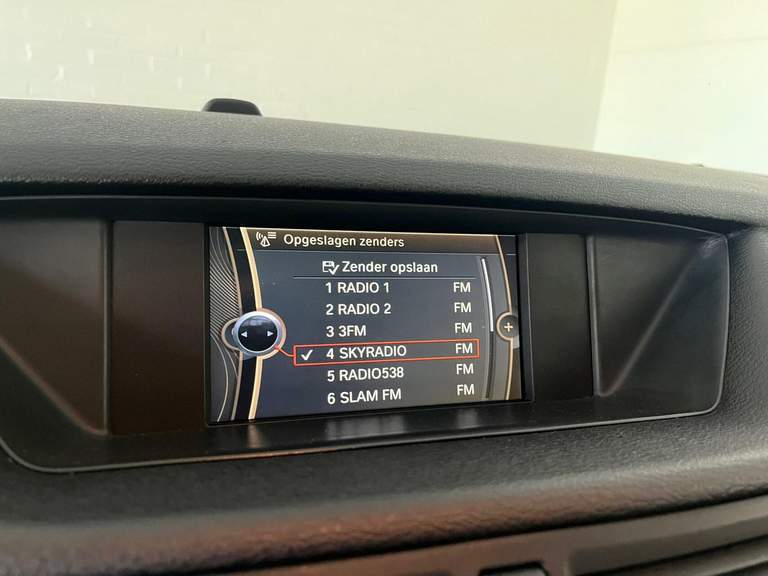 Opgeslagen zenders
Zender opslaan
1 RADIO 1 FM
2 RADIO 2 FM
3 3FM FM
4 SKYRADIO FM
5 RADIO538 FM
6 SLAM FM FM